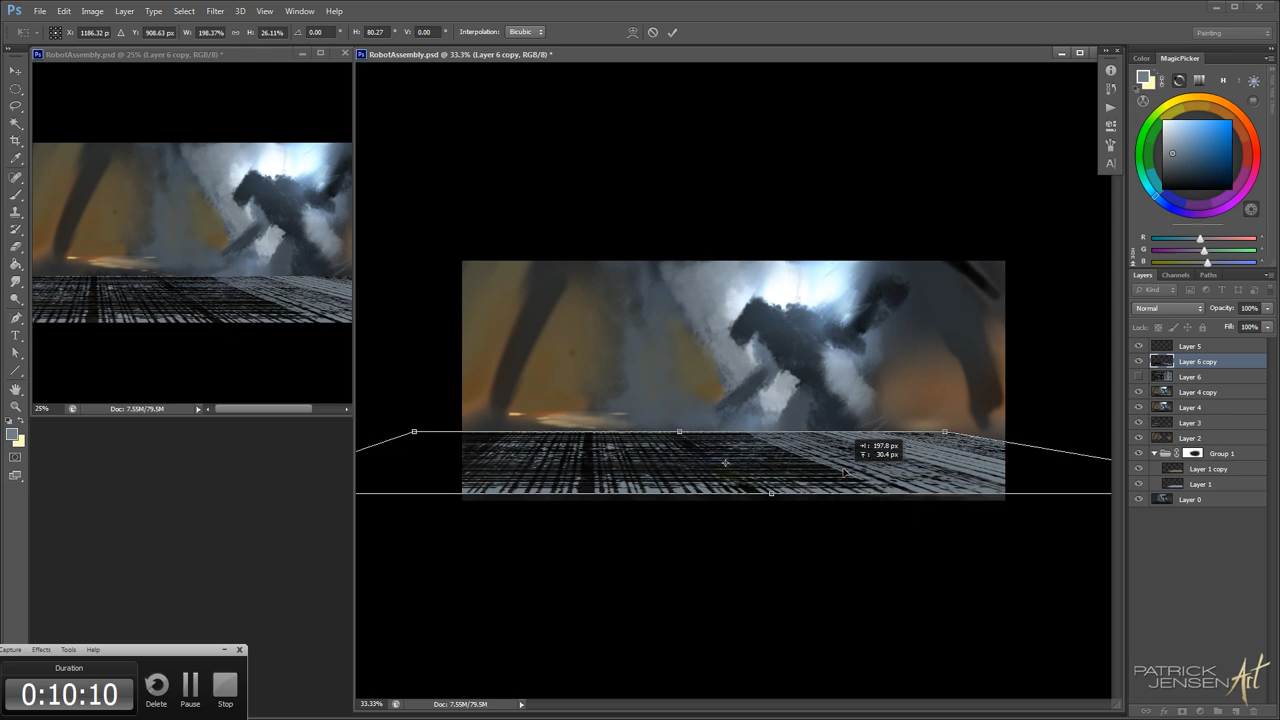 Ps File Edit Image Layer Type Select Filter 3D View Window Help
X: 1186.32 p Y: 908.63 px W: 198.37% H: 26.11% 0.00 ° H: 80.27 ° V: 0.00 ° Interpolation: Bicubic Painting
RobotAssembly.psd @ 25% (Layer 6 copy, RGB/8) *
RobotAssembly.psd @ 33.3% (Layer 6 copy, RGB/8) *
Color MagicPicker
H
R
G
B
Layers Channels Paths
Kind
Normal Opacity: 100%
Lock: Fill: 100%
Layer 5
Layer 6 copy
Layer 6
Layer 4 copy
Layer 4
Layer 3
Layer 2
Group 1
Layer 1 copy
Layer 1
Layer 0
25% Doc: 7.55M/79.5M
: 197.8 px
: 30.4 px
Capture Effects Tools Help
Duration
0:10:10
Delete Pause Stop
33.33% Doc: 7.55M/79.5M
PATRICK
JENSEN Art